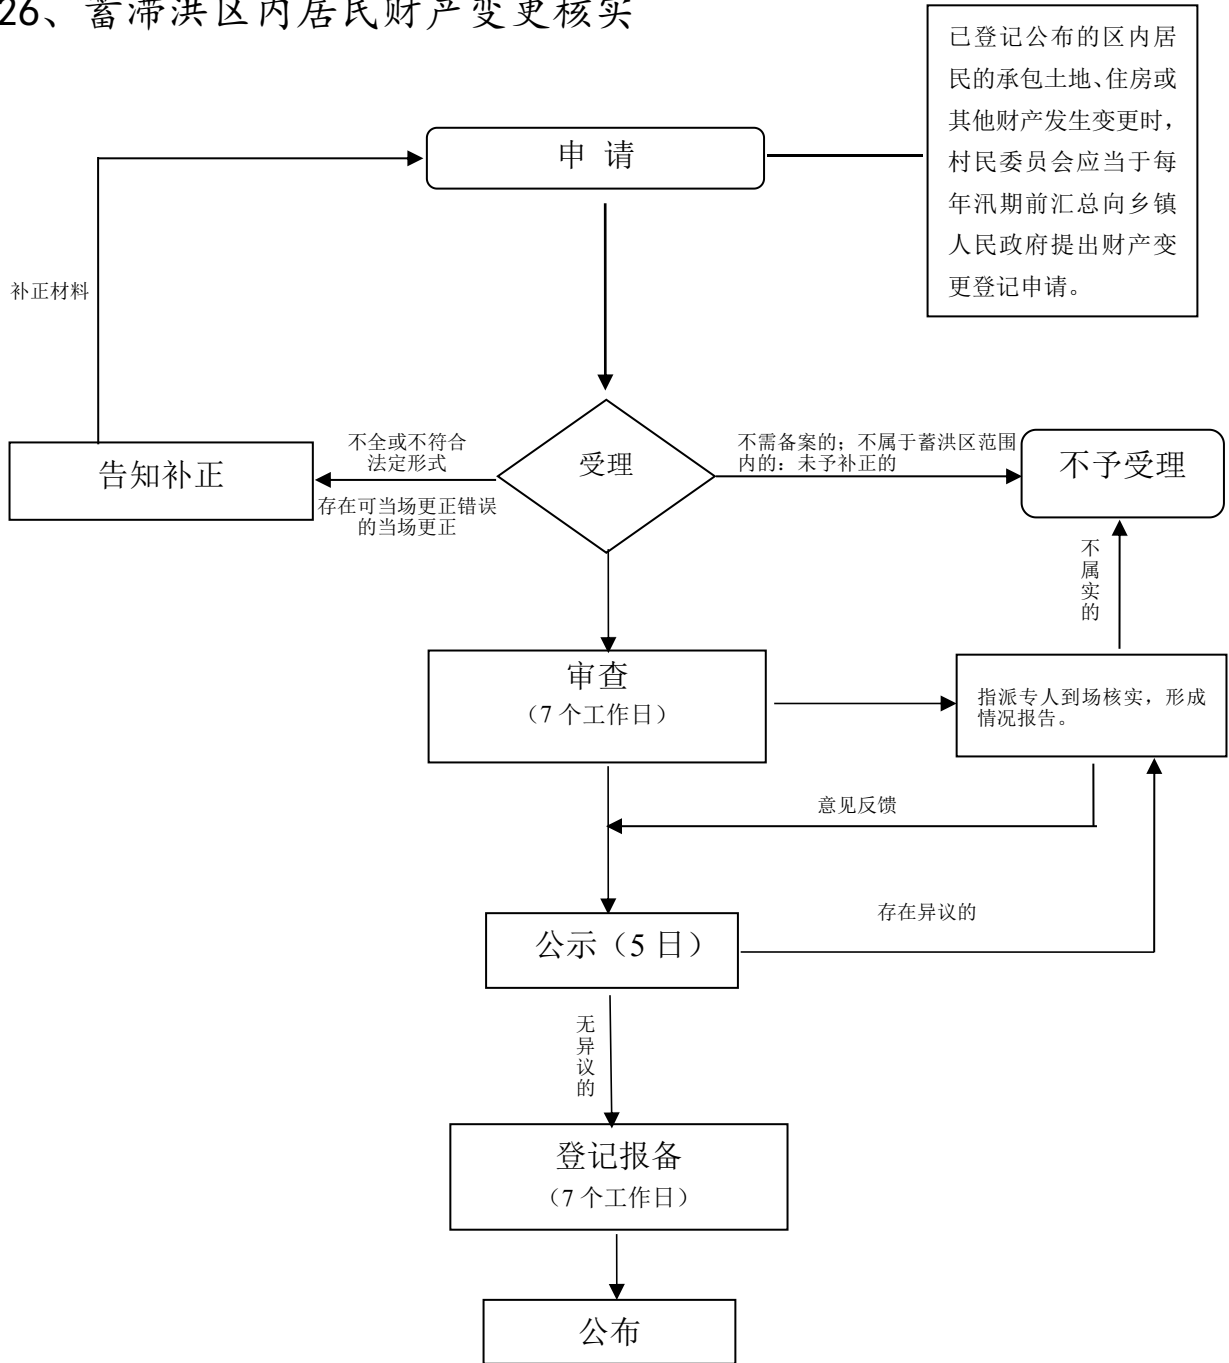 26、蓄滞洪区内居民财产变更核实
已登记公布的区内居
民的承包土地、住房或
其他财产发生变更时，
村民委员会应当于每
年汛期前汇总向乡镇
人民政府提出财产变
更登记申请。
申 请
补正材料
告知补正
不全或不符合
法定形式
存在可当场更正错误
的当场更正
受理
不需备案的；不属于蓄洪区范围
内的：未予补正的
不予受理
不属实的
审查
（7 个工作日）
指派专人到场核实，形成
情况报告。
意见反馈
存在异议的
公示（5 日）
无异议的
登记报备
（7 个工作日）
公布